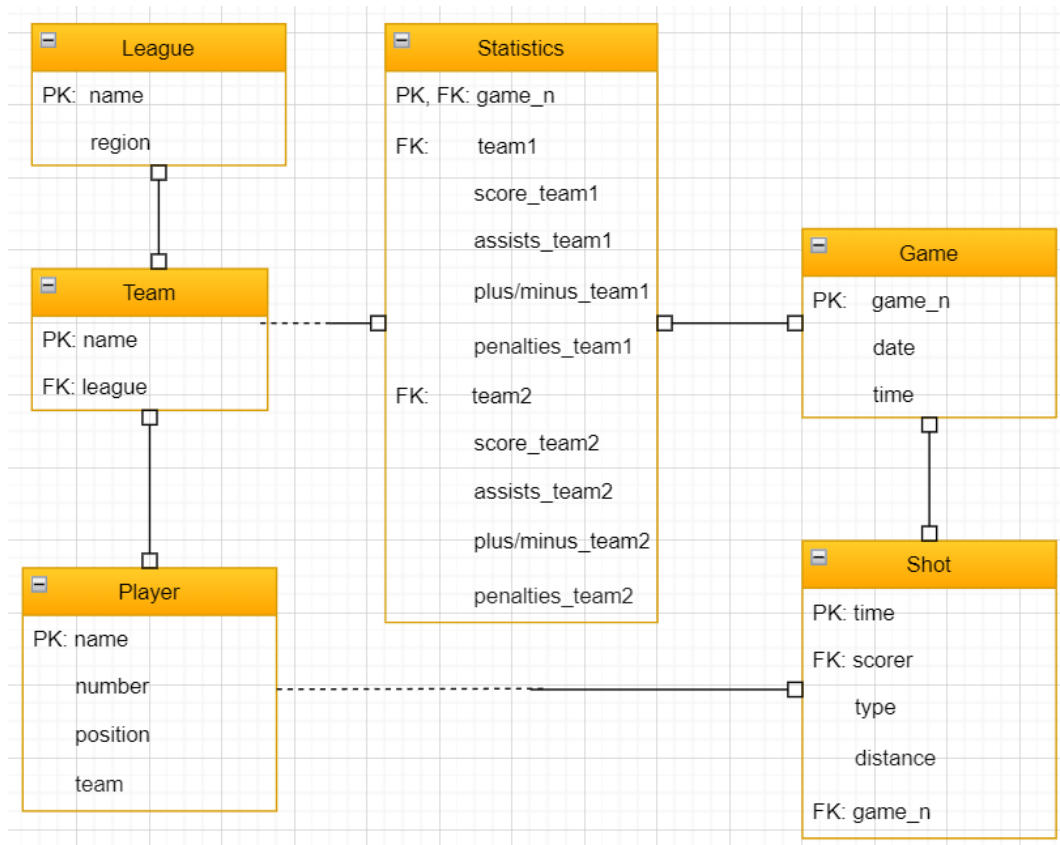 League
PK: name
region
Statistics
PK, FK: game_n
FK: team1
score_team1
assists_team1
plus/minus_team1
penalties_team1
FK: team2
score_team2
assists_team2
plus/minus_team2
penalties_team2
Team
PK: name
FK: league
Game
PK: game_n
date
time
Player
PK: name
number
position
team
Shot
PK: time
FK: scorer
type
distance
FK: game_n